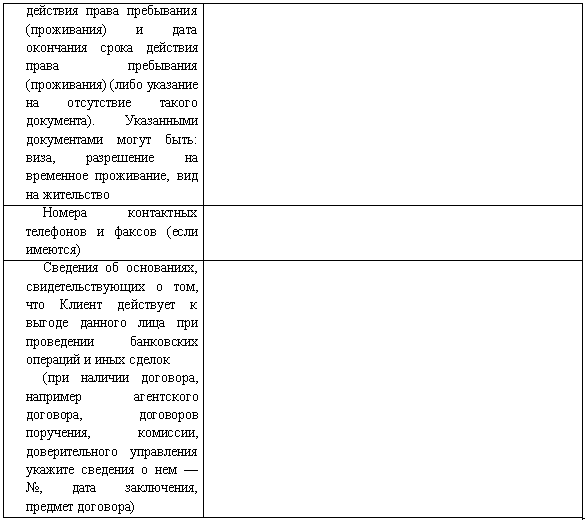 действия права пребывания
(проживания) и дата
окончания срока действия
права пребывания
(проживания) (либо указание
на отсутствие такого
документа). Указанными
документами могут быть:
виза, разрешение на
временное проживание, вид
на жительство
Номера контактных
телефонов и факсов (если
имеются)
Сведения об основаниях,
свидетельствующих о том,
что Клиент действует к
выгоде данного лица при
проведении банковских
операций и иных сделок
(при наличии договора,
например агентского
договора, договоров
поручения, комиссии,
доверительного управления
укажите сведения о нем —
№, дата заключения,
предмет договора)